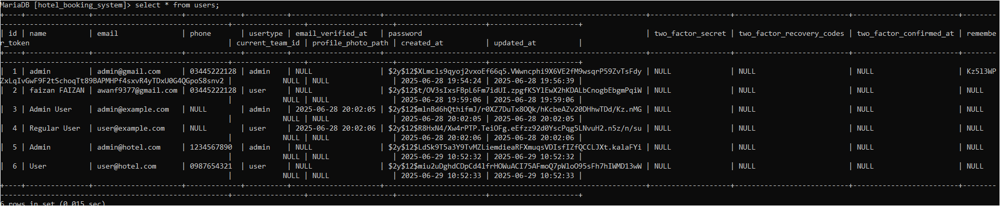 MariaDB [hotel_booking_system]> select * from users;
+----+--------------+--------------------+-------------+----------+---------------------+--------------------------------------------------------------+-------------------+---------------------------+-------------------------+--------
------------------------------------------------------+-----------------+--------------------+---------------------+---------------------+
| id | name | email | phone | usertype | email_verified_at | password | two_factor_secret | two_factor_recovery_codes | two_factor_confirmed_at | remembe
r_token | current_team_id | profile_photo_path | created_at | updated_at |
+----+--------------+--------------------+-------------+----------+---------------------+--------------------------------------------------------------+-------------------+---------------------------+-------------------------+--------
------------------------------------------------------+-----------------+--------------------+---------------------+---------------------+
| 1 | admin | admin@gmail.com | 03445222128 | admin | NULL | $2y$12$XLmcls9qyoj2vxoEf66q5.VWwncphi9X6VE2fM9wsqrP59ZvTsFdy | NULL | NULL | NULL | Kz5l3WP
ZxLqIvGwF9F2tSchoqTt89BAPMHPf4sxvR4yTDxU0G4QGpoS8snv2 | NULL | NULL | 2025-06-28 19:54:24 | 2025-06-28 19:56:39 |
| 2 | faizan FAIZAN | awanf9377@gmail.com | 03445222128 | user | NULL | $2y$12$t/OV3sIxsFBpL6Fm7idUI.zpgfKSYlEwX2hKDALbCnogbEbgmPqiW | NULL | NULL | NULL | NULL
| NULL | NULL | 2025-06-28 19:59:06 | 2025-06-28 19:59:06 |
| 3 | Admin User | admin@example.com | NULL | admin | 2025-06-28 20:02:05 | $2y$12$mlnBd6hQthifmJ/r0XZ7DuTx8OQk/hKcbeAZv20DHhwTDd/Kz.nMG | NULL | NULL | NULL | NULL
| NULL | NULL | 2025-06-28 20:02:05 | 2025-06-28 20:02:05 |
| 4 | Regular User | user@example.com | NULL | user | 2025-06-28 20:02:06 | $2y$12$R8HxN4/Xw4rPTP.TeiOFg.eEfzz92d0YscPqg5LNvuH2.n5z/n/su | NULL | NULL | NULL | NULL
| NULL | NULL | 2025-06-28 20:02:06 | 2025-06-28 20:02:06 |
| 5 | Admin | admin@hotel.com | 1234567890 | admin | NULL | $2y$12$LdSk9T5a3Y9TvMZLiemdieaRFXmuqsVDIsfIZfQCCLJXt.kalaFYi | NULL | NULL | NULL | NULL
| NULL | NULL | 2025-06-29 10:52:32 | 2025-06-29 10:52:32 |
| 6 | User | user@hotel.com | 0987654321 | user | NULL | $2y$12$miu2uDghdCDpCd4lfrHOWuACI75AFmoQ7pWloO95sFh7hIWMD13wW | NULL | NULL | NULL | NULL
| NULL | NULL | 2025-06-29 10:52:33 | 2025-06-29 10:52:33 |
+----+--------------+--------------------+-------------+----------+---------------------+--------------------------------------------------------------+-------------------+---------------------------+-------------------------+--------
------------------------------------------------------+-----------------+--------------------+---------------------+---------------------+
6 rows in set (0.015 sec)